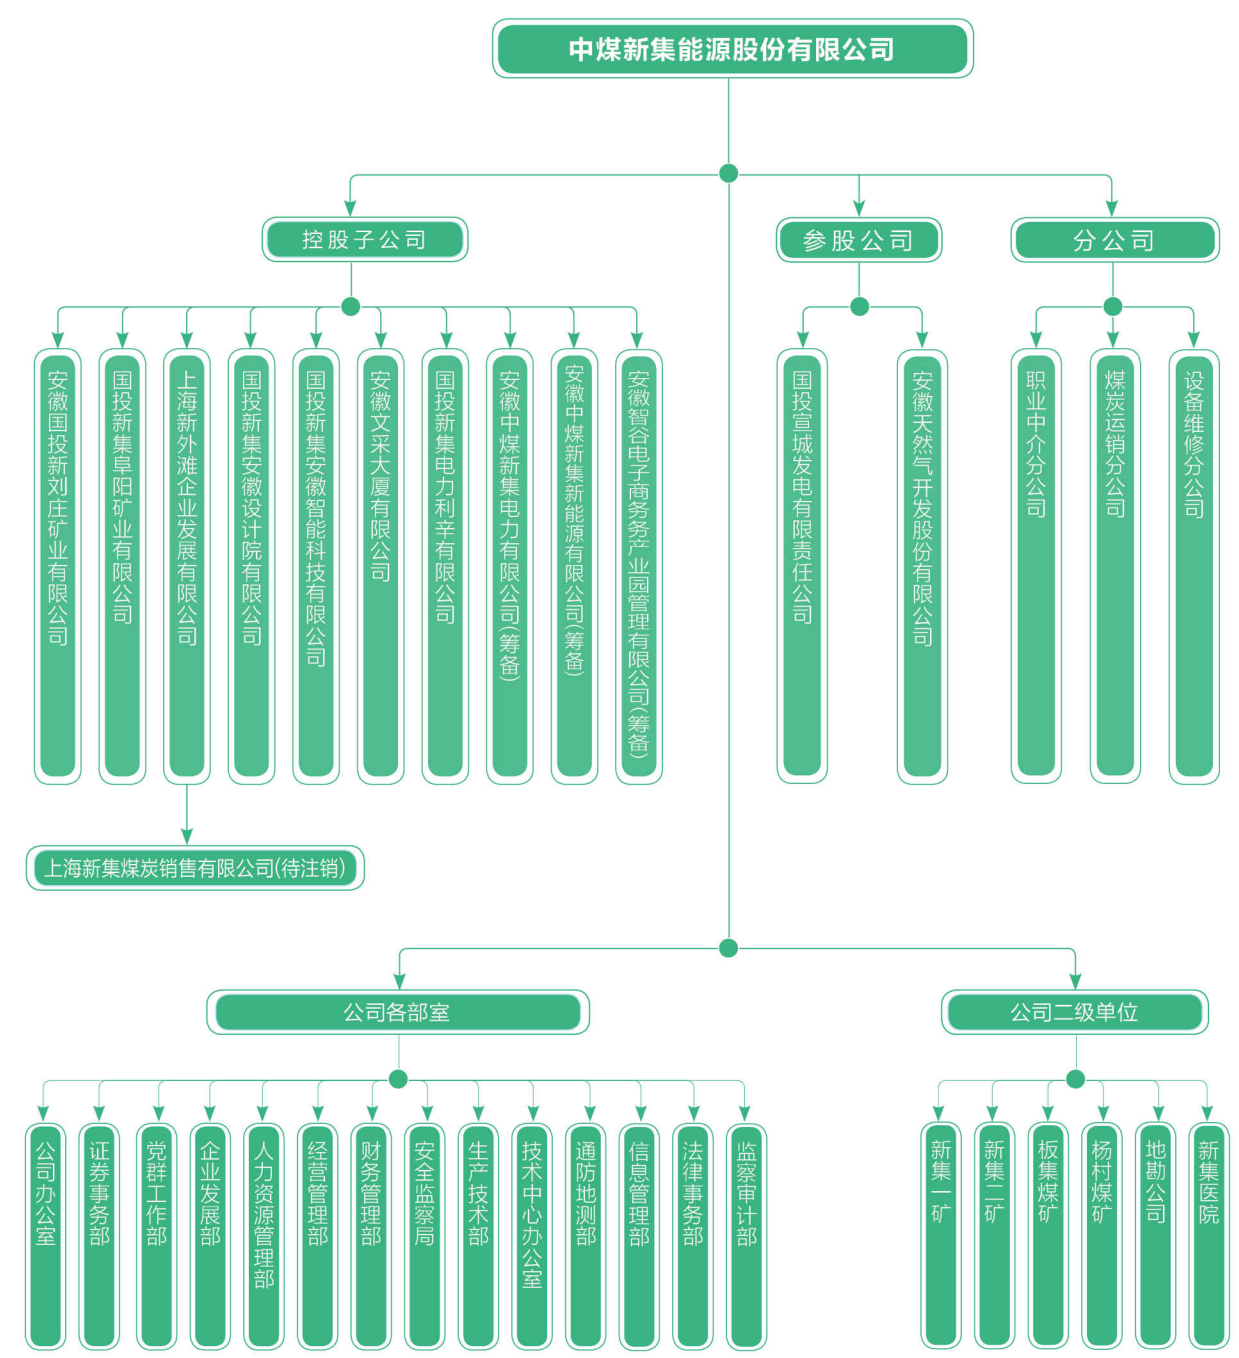 中煤新集能源股份有限公司
控股子公司
参股公司
分公司
安徽国投新刘庄矿业有限公司
国投新集阜阳矿业有限公司
上海新外滩企业发展有限公司
国投新集安徽设计院有限公司
国投新集安徽智能科技有限公司
安徽文采大厦有限公司
国投新集电力利辛有限公司
安徽中煤新集电力有限公司(筹备)
安徽中煤新集新能源有限公司(筹备)
安徽智谷电子商务务产业园管理有限公司(筹备)
国投宣城发电有限责任公司
安徽天然气开发股份有限公司
职业中介分公司
煤炭运销分公司
设备维修分公司
上海新集煤炭销售有限公司(待注销)
公司各部室
公司二级单位
公司办公室
证券事务部
党群工作部
企业发展部
人力资源管理部
经营管理部
财务管理部
安全监察局
生产技术部
技术中心办公室
通防地测部
信息管理部
法律事务部
监察审计部
新集一矿
新集二矿
板集煤矿
杨村煤矿
地勘公司
新集医院